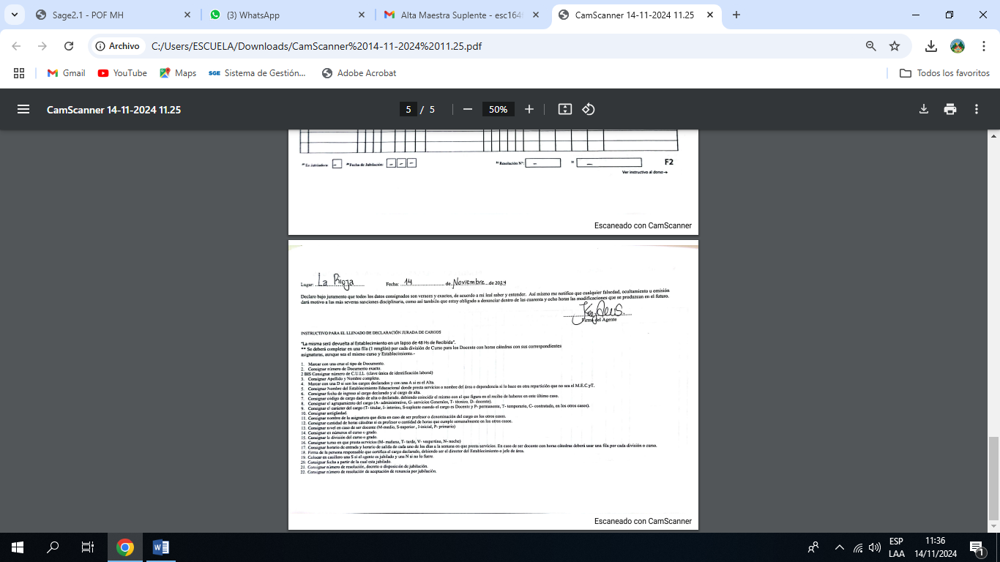 Sage2.1 - POF MH
(3) WhatsApp
Alta Maestra Suplente - esc164
CamScanner 14-11-2024 11.25
Archivo
C:/Users/ESCUELA/Downloads/CamScanner%2014-11-2024%2011.25.pdf
Gmail
YouTube
Maps
SGE Sistema de Gestión...
Adobe Acrobat
Todos los favoritos
CamScanner 14-11-2024 11.25
5 / 5
50%
** Fecha de Jubilación:
** Resolución N°:
F2
Ver instructivo al dorso →
Escaneado con CamScanner
Lugar: La Rioja Fecha: 14 de Noviembre de 2024
Declaro bajo juramento que todos los datos consignados son veraces y exactos, de acuerdo a mi leal saber y entender. Así mismo me notifico que cualquier falsedad, ocultamiento u omisión
dará motivo a las más severas sanciones disciplinaria, como así también que estoy obligado a denunciar dentro de las cuarenta y ocho horas las modificaciones que se produzcan en el futuro.
Firma del Agente
INSTRUCTIVO PARA EL LLENADO DE DECLARACIÓN JURADA DE CARGOS
"La misma será devuelta al Establecimiento en un lapso de 48 Hs de Recibida".
** Se deberá completar en una fila (1 renglón) por cada división de Curso para los Docente con horas cátedras con sus correspondientes
asignaturas, aunque sea el mismo curso y Establecimiento.-
1. Marcar con una cruz el tipo de Documento.
2. Consignar número de Documento exacto.
2 BIS Consignar número de C.U.I.L (clave única de identificación laboral)
3. Consignar Apellido y Nombre completo.
4. Marcar con una D si son los cargos declarados y con una A si es el Alta.
5. Consignar Nombre del Establecimiento Educacional donde presta servicios o nombre del área o dependencia si lo hace en otra repartición que no sea el M.E.C.yT.
6. Consignar fecha de ingreso al cargo declarado y al cargo de alta.
7. Consignar código de cargo dado de alta o declarado. debiendo coincidir el mismo con el que figura en el recibo de haberes en este último caso.
8. Consignar el agrupamiento del cargo (A- administrativo, G- servicios Generales, T- técnico, D- docente).
9. Consignar el carácter del cargo (T- titular, I- interino, S-suplente cuando el cargo es Docente y P- permanente, T- temporario, C- contratado, en los otros casos).
10. Consignar antigüedad.
11. Consignar nombre de la asignatura que dicta en caso de ser profesor o denominación del cargo en los otros casos.
12. Consignar cantidad de horas cátedras si es profesor o cantidad de horas que cumple semanalmente en los otros casos.
13. Consignar nivel en caso de ser docente (M-medio, S-superior, I-inicial, P- primario)
14. Consignar en números el curso o grado.
15. Consignar la división del curso o grado.
16. Consignar turno en que presta servicios (M- mañana, T- tarde, V- vespertino, N- noche)
17. Consignar horario de entrada y horario de salida de cada uno de los días a la semana en que presta servicios. En caso de ser docente con horas cátedras deberá usar una fila por cada división o curso.
18. Firma de la persona responsable que certifica el cargo declarado, debiendo ser el director del Establecimiento o jefe de área.
19. Colocar en casillero una S si el agente es jubilado y una N si no lo fuere.
20. Consignar fecha a partir de la cual esta jubilado.
21. Consignar número de resolución, decreto o disposición de jubilación.
22. Consignar número de resolución de aceptación de renuncia por jubilación.
Escaneado con CamScanner
ESP
LAA
11:36
14/11/2024
1